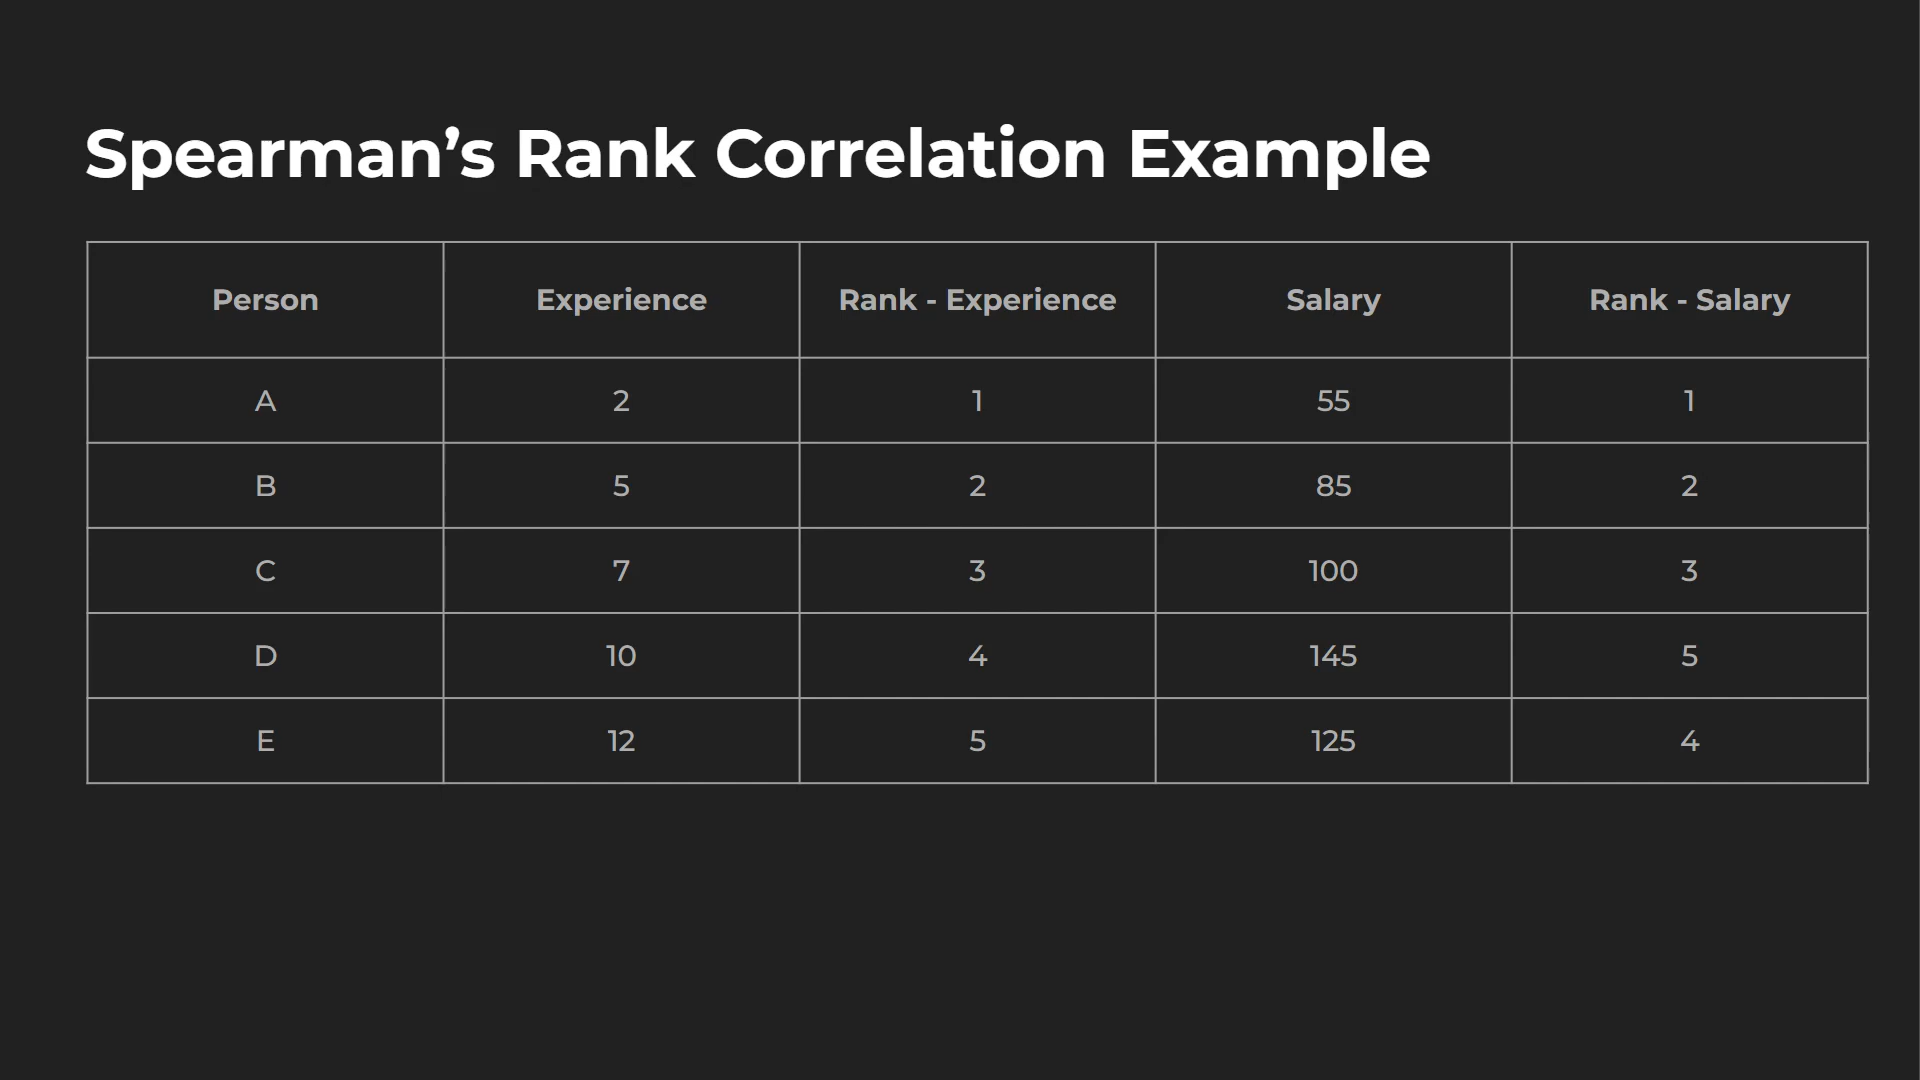 Spearman’s Rank Correlation Example
Person Experience Rank - Experience Salary Rank - Salary
A 2 1 55 1
B 5 2 85 2
C 7 3 100 3
D 10 4 145 5
E 12 5 125 4